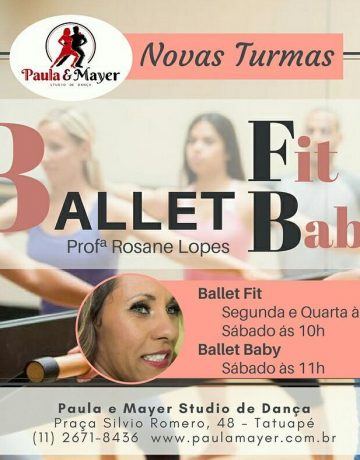 Paula & Mayer
STUDIO DE DANÇA
Novas Turmas
BALLET Fit
Profª Rosane Lopes Bab
Ballet Fit
Segunda e Quarta à
Sábado ás 10h
Ballet Baby
Sábado ás 11h
Paula e Mayer Studio de Dança
Praça Silvio Romero, 48 - Tatuapé
(11) 2671-8436 www.paulamayer.com.br